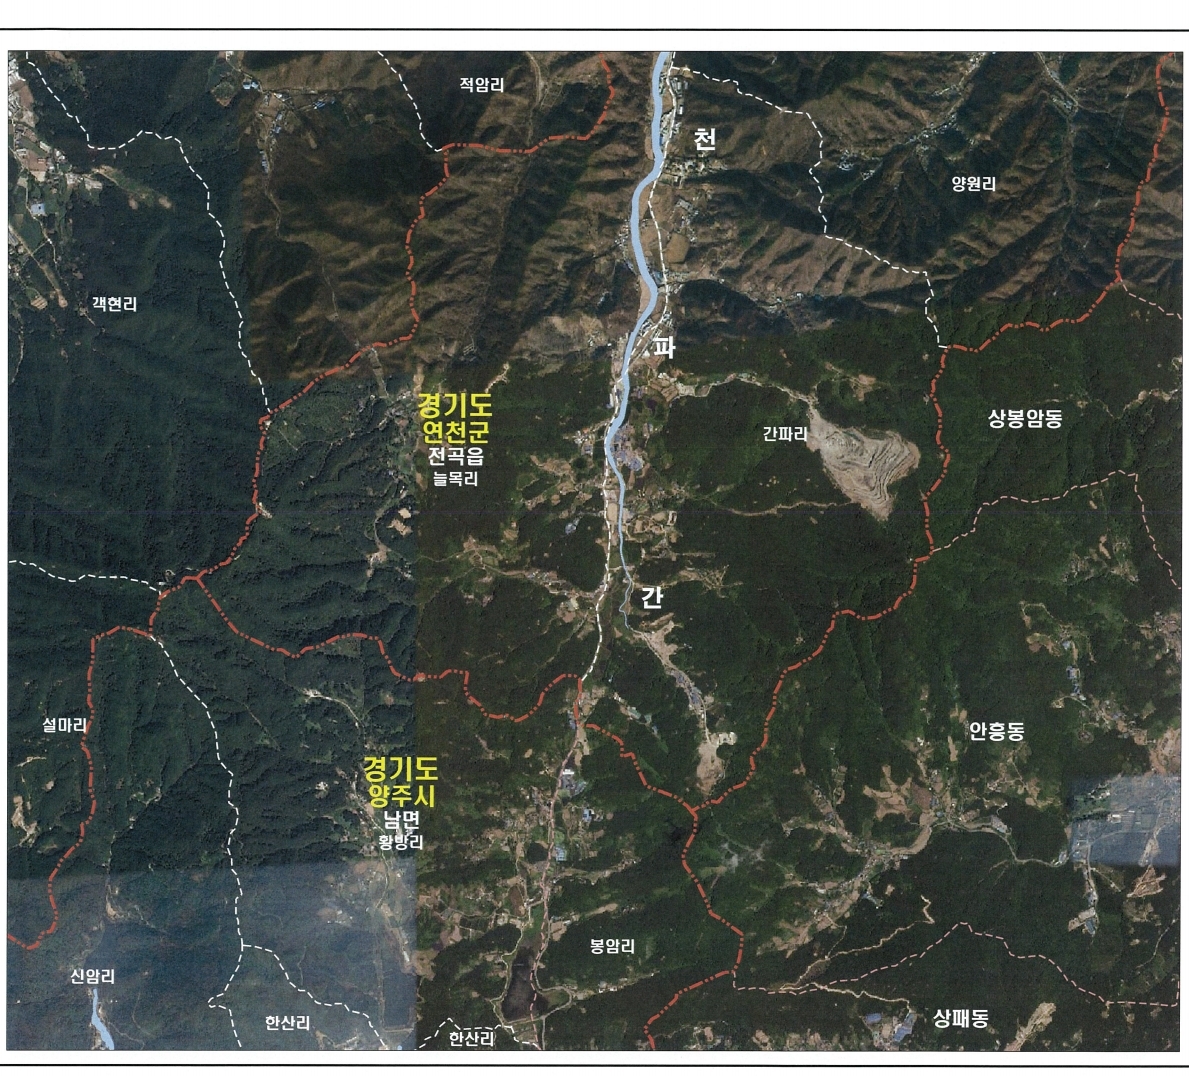 적암리
천
양원리
객현리
파
경기도
연천군
전곡읍
늘목리
간파리
상봉암동
간
설마리
안흥동
경기도
양주시
남면
황방리
봉암리
신암리
한산리
한산리
상패동